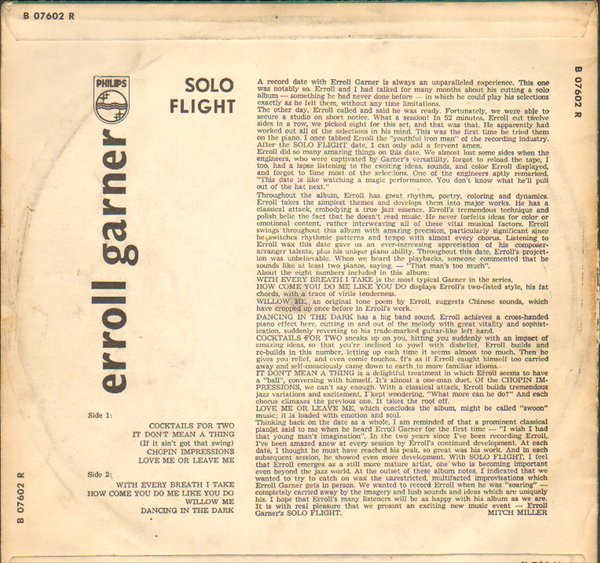 B 07602 R
B 07602 R
PHILIPS
SOLO
FLIGHT
erroll garner
A record date with Erroll Garner is always an unparalleled experience. This one
was notably so. Erroll and I had talked for many months about his cutting a solo
album — something he had never done before — in which he could play his selections
exactly as he felt them, without any time limitations.
The other day, Erroll called and said he was ready. Fortunately, we were able to
secure a studio on short notice. What a session! In 52 minutes, Erroll cut twelve
sides in a row, we picked eight for this set, and that was that. He apparently had
worked out all of the selections in his mind. This was the first time he tried them
on the piano. I once tabbed Erroll the "youthful iron man" of the recording industry.
After the SOLO FLIGHT date, I can only add a fervent amen.
Erroll did so many amazing things on this date. We almost lost some sides when the
engineers, who were captivated by Garner's versatility, forgot to reload the tape. I
too, had a lapse listening to the exciting ideas, sounds, and color Erroll displayed,
and forgot to time most of the selections. One of the engineers aptly remarked,
"This date is like watching a magic performance. You don't know what he'll pull
out of the hat next."
Throughout the album, Erroll has great rhythm, poetry, coloring and dynamics.
Erroll takes the simplest themes and develops them into major works. He has a
classical attack, embodying a true jazz essence. Erroll's tremendous technique and
polish belie the fact that he doesn't read music. He never forfeits ideas for color or
emotional content, rather interweaving all of these vital musical factors. Erroll
swings throughout this album with amazing precision, particularly significant since
he switches rhythmic patterns and tempo with almost every chorus. Listening to
Erroll wax this date gave us an ever-increasing appreciation of his composer-
arranger talents, plus his unique piano ability. Throughout this date, Erroll's project-
ion was unbelievable. When we heard the playbacks, someone commented that he
sounds like at least two pianos, saying, — "That man's too much".
About the eight numbers included in this album:
WITH EVERY BREATH I TAKE is the most typical Garner in the series.
HOW COME YOU DO ME LIKE YOU DO displays Erroll's two-fisted style, his fat
chords, with a trace of virile tenderness.
WILLOW ME, an original tone poem by Erroll, suggests Chinese sounds, which
have cropped up once before in Erroll's work.
DANCING IN THE DARK has a big band sound, Erroll achieves a cross-handed
piano effect here, cutting in and out of the melody with great vitality and sophist-
ication, suddenly reverting to his trade-marked guitar-like left hand.
COCKTAILS FOR TWO sneaks up on you, hitting you suddenly with an impact of
amazing ideas, so that you're inclined to yowl with disbelief. Erroll builds and
re-builds in this number, letting up each time it seems almost too much. Then he
gives you relief, and even comic touches. It's as if Erroll caught himself too carried
away and self-consciously came down to earth to more familiar idioms.
IT DON'T MEAN A THING is a delightful treatment in which Erroll seems to have
a "ball", conversing with himself. It's almost a one-man duet. Of the CHOPIN IM-
PRESSIONS, we can't say enough. With a classical attack, Erroll builds tremendous
jazz variations and excitement. I kept wondering, "What more can he do?" And each
chorus climaxes the previous one. It takes the roof off.
LOVE ME OR LEAVE ME, which concludes the album, might be called "swoon"
music; it is loaded with emotion and soul.
Thinking back on the date as a whole, I am reminded of that a prominent classical
pianist said to me when he heard Erroll Garner for the first time — "I wish I had
that young man's imagination". In the two years since I've been recording Erroll,
I've been amazed anew at every session by Erroll's continued development. At each
date, I thought he must have reached his peak, so great was his work. And in each
subsequent session, he showed even more development. With SOLO FLIGHT, I feel
that Erroll emerges as a still more mature artist, one who is becoming important
even beyond the jazz world. At the outset of these album notes, I indicated that we
wanted to try to catch on wax the unrestricted, multifacted improvisations which
Erroll Garner gets in person. We wanted to record Erroll when he was "soaring" —
completely carried away by the imagery and lush sounds and ideas which are uniquely
his. I hope that Erroll's many listeners will be as happy with his album as we are.
It is with real pleasure that we present an exciting new music event — Erroll
Garner's SOLO FLIGHT. MITCH MILLER
Side 1:
COCKTAILS FOR TWO
IT DON'T MEAN A THING
(If it ain't got that swing)
CHOPIN IMPRESSIONS
LOVE ME OR LEAVE ME
Side 2:
WITH EVERY BREATH I TAKE
HOW COME YOU DO ME LIKE YOU DO
WILLOW ME
DANCING IN THE DARK
B 07602 R